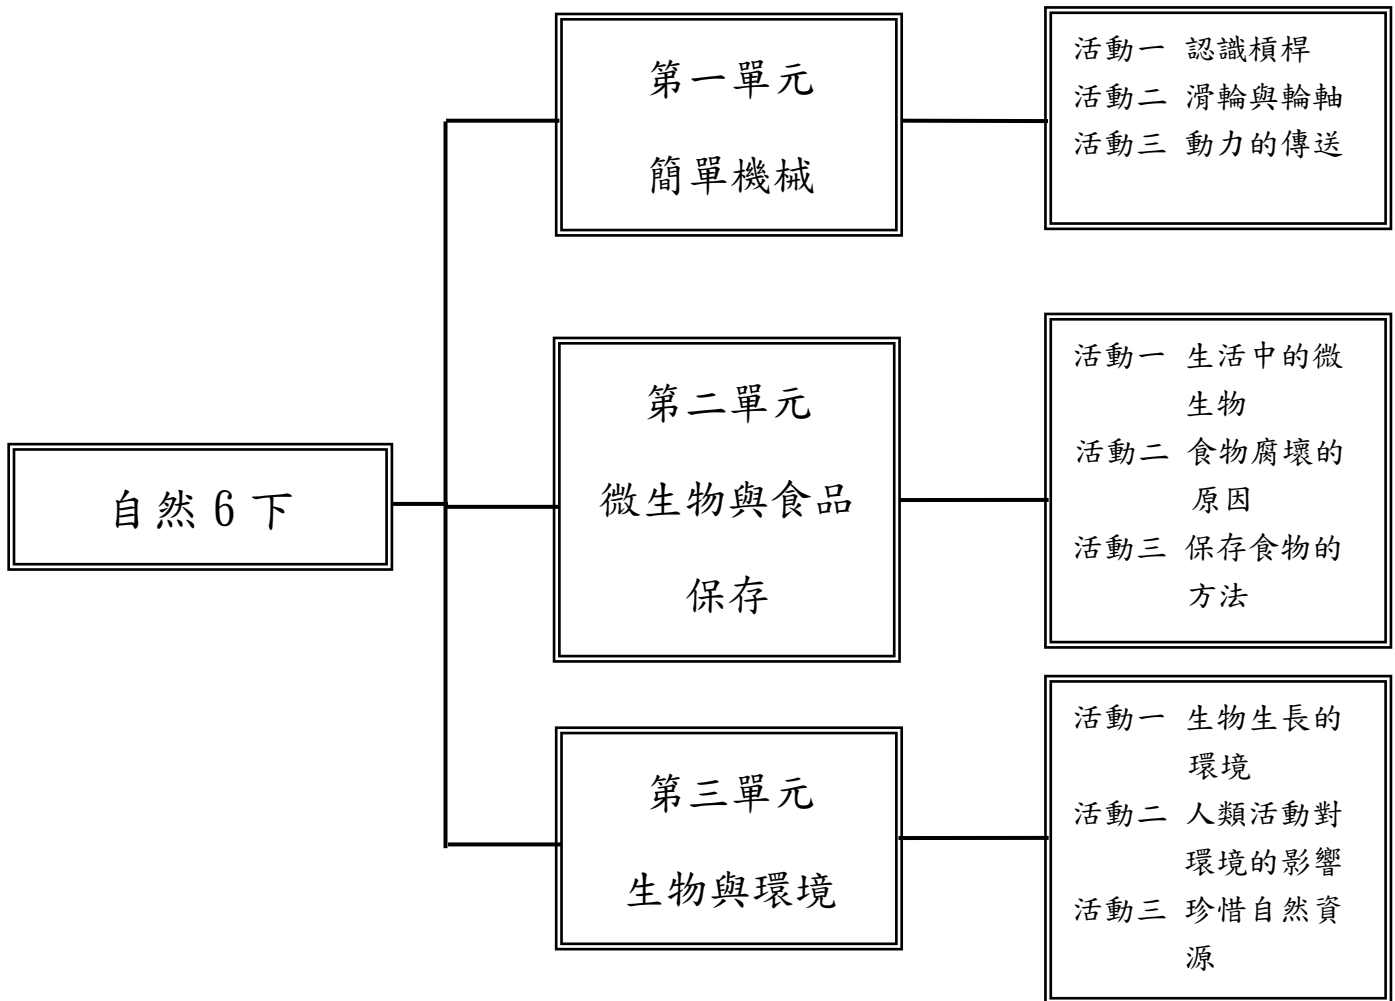 自然 6 下
第一單元
簡單機械
活動一 認識槓桿
活動二 滑輪與輪軸
活動三 動力的傳送
第二單元
微生物與食品
保存
活動一 生活中的微
生物
活動二 食物腐壞的
原因
活動三 保存食物的
方法
第三單元
生物與環境
活動一 生物生長的
環境
活動二 人類活動對
環境的影響
活動三 珍惜自然資
源